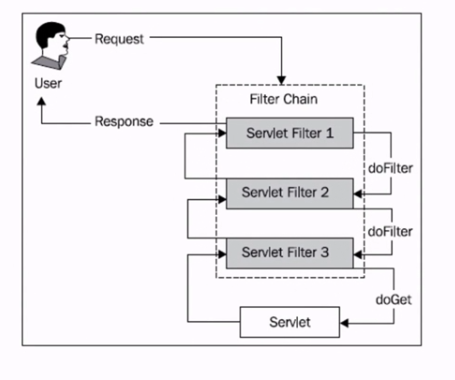 Request
User
Filter Chain
Response
Servlet Filter 1
doFilter
Servlet Filter 2
doFilter
Servlet Filter 3
doGet
Servlet